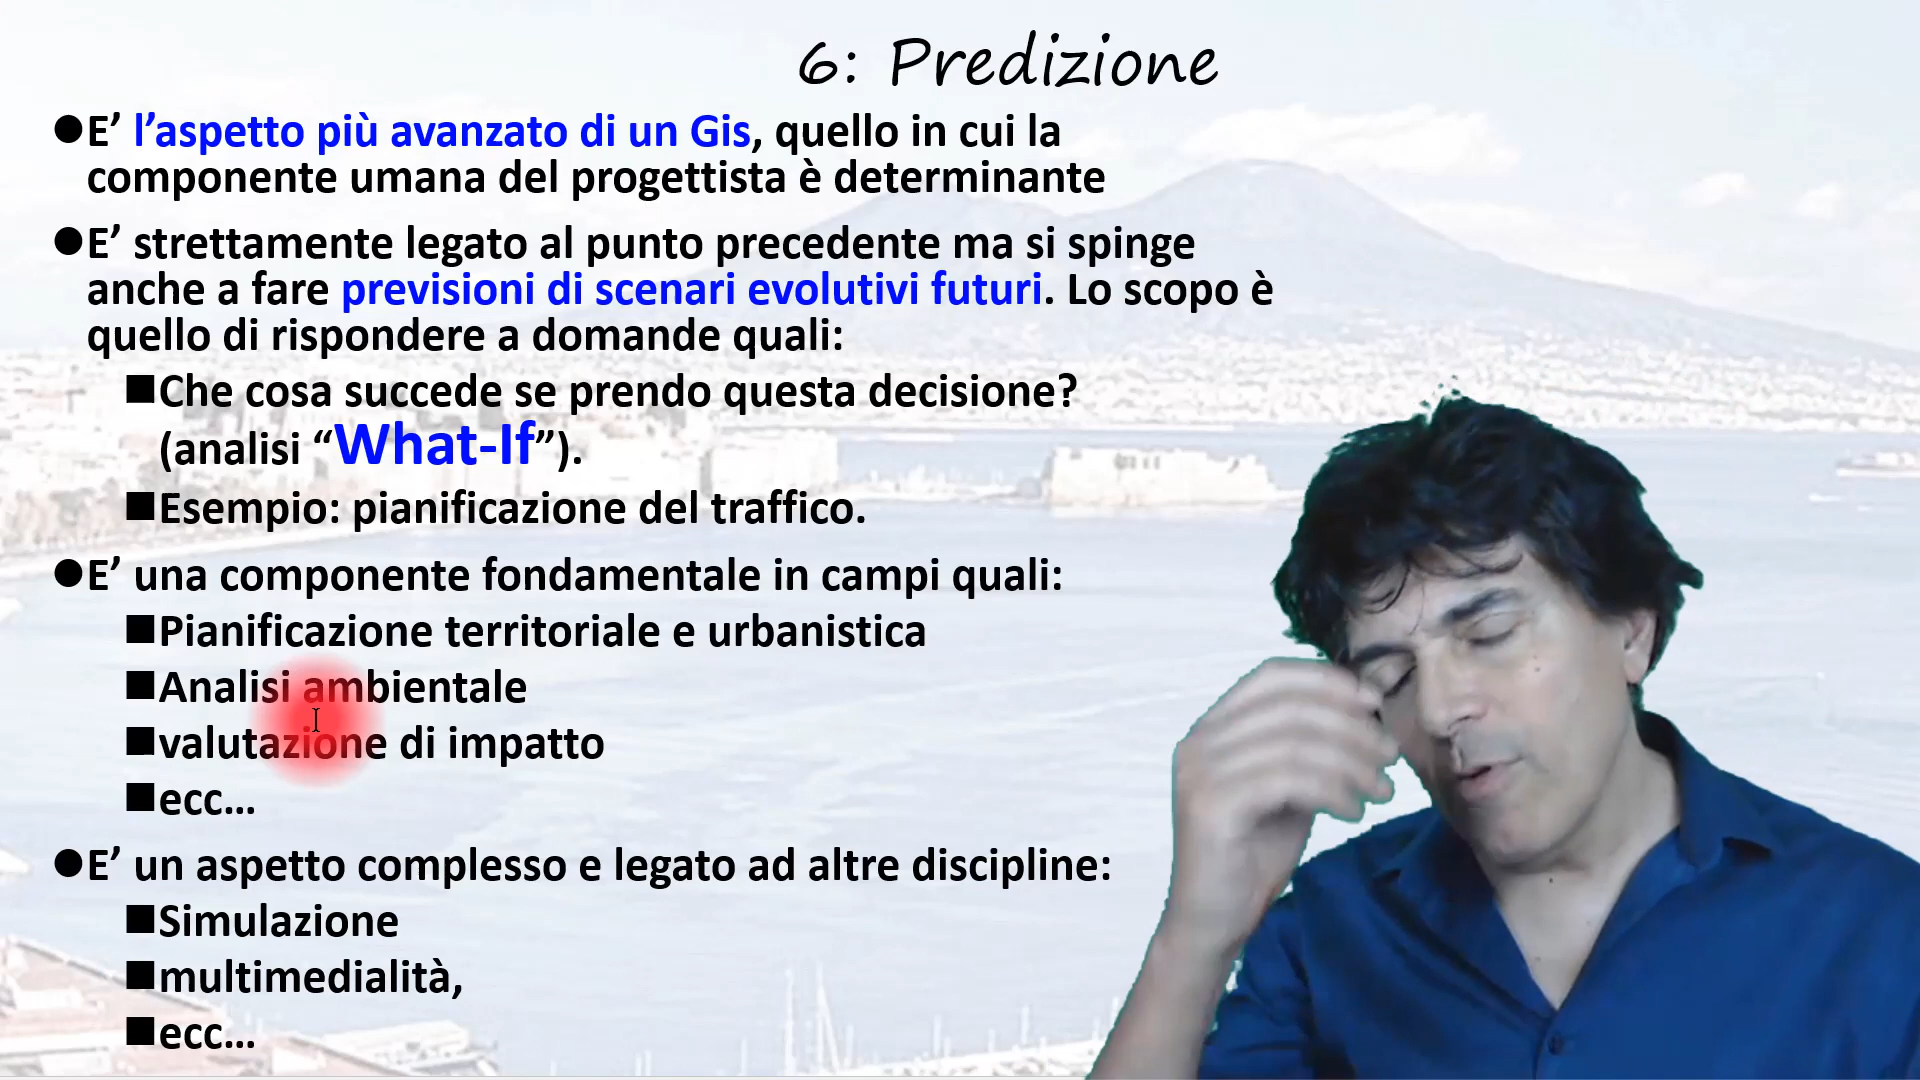 6: Predizione
●E’ l’aspetto più avanzato di un Gis, quello in cui la
componente umana del progettista è determinante
●E’ strettamente legato al punto precedente ma si spinge
anche a fare previsioni di scenari evolutivi futuri. Lo scopo è
quello di rispondere a domande quali:
■Che cosa succede se prendo questa decisione?
(analisi “What-If”).
■Esempio: pianificazione del traffico.
●E’ una componente fondamentale in campi quali:
■Pianificazione territoriale e urbanistica
■Analisi ambientale
■valutazione di impatto
■ecc…
●E’ un aspetto complesso e legato ad altre discipline:
■Simulazione
■multimedialità,
■ecc…